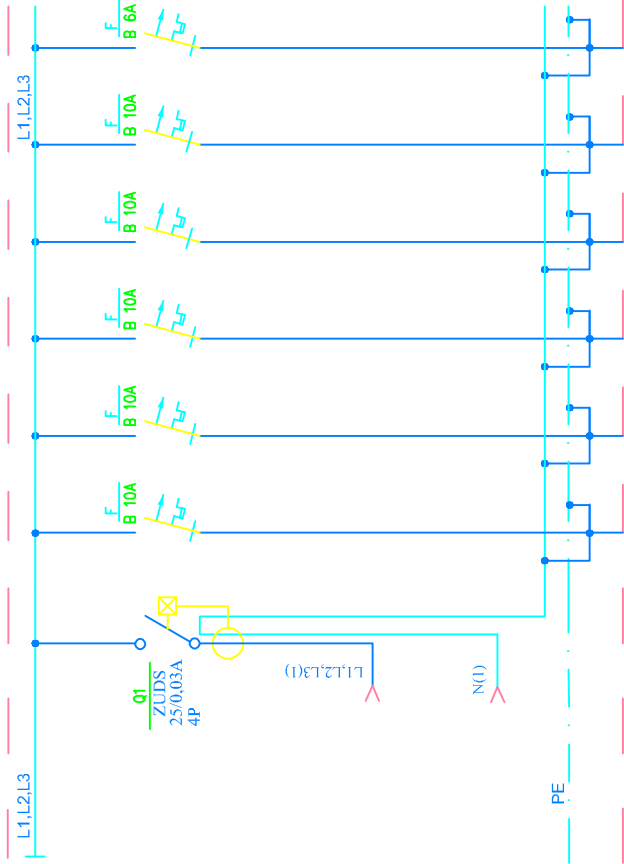 F
B 6A
L1,L2,L3
F
B 10A
F
B 10A
F
B 10A
F
B 10A
F
B 10A
Q1
ZUDS
25/0,03A
4P
L1,L2,L3(1)
N(1)
L1,L2,L3
PE